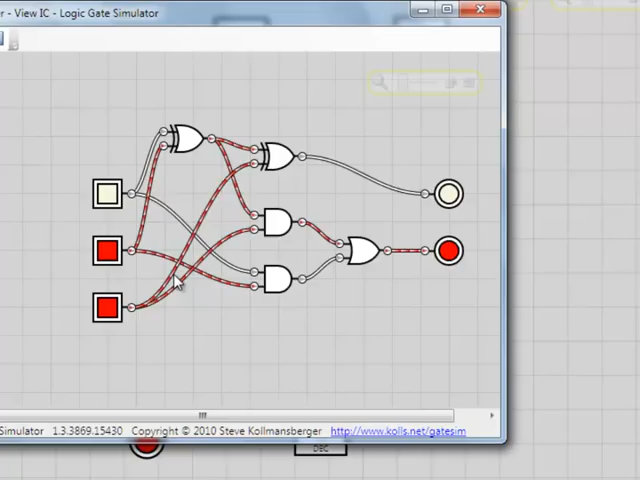 r - View IC - Logic Gate Simulator
Simulator 1.3.3869.15430 Copyright © 2010 Steve Kollmansberger http://www.kolls.net/gatesim
DEC